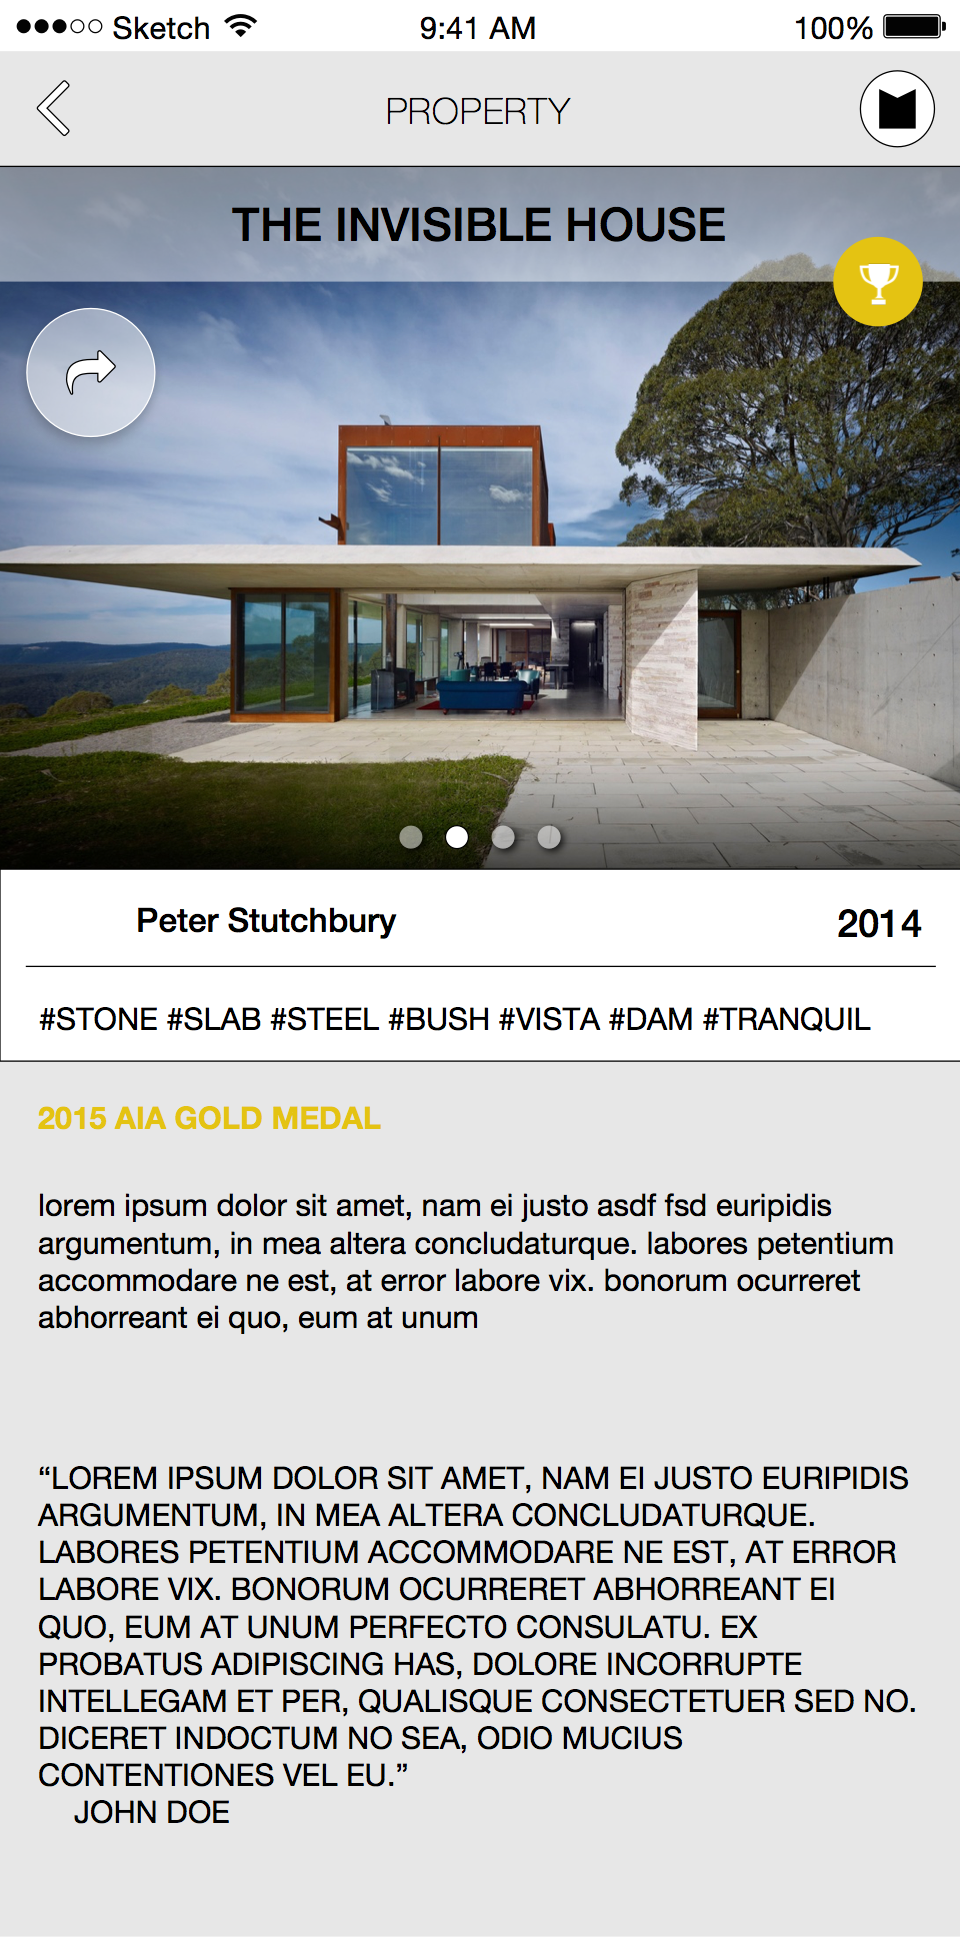 Sketch 9:41 AM 100%
PROPERTY
THE INVISIBLE HOUSE
Peter Stutchbury 2014
#STONE #SLAB #STEEL #BUSH #VISTA #DAM #TRANQUIL
2015 AIA GOLD MEDAL
lorem ipsum dolor sit amet, nam ei justo asdf fsd euripidis
argumentum, in mea altera concludaturque. labores petentium
accommodare ne est, at error labore vix. bonorum ocurreret
abhorreant ei quo, eum at unum
“LOREM IPSUM DOLOR SIT AMET, NAM EI JUSTO EURIPIDIS
ARGUMENTUM, IN MEA ALTERA CONCLUDATURQUE.
LABORES PETENTIUM ACCOMMODARE NE EST, AT ERROR
LABORE VIX. BONORUM OCURRERET ABHORREANT EI
QUO, EUM AT UNUM PERFECTO CONSULATU. EX
PROBATUS ADIPISCING HAS, DOLORE INCORRUPTE
INTELLEGAM ET PER, QUALISQUE CONSECTETUER SED NO.
DICERET INDOCTUM NO SEA, ODIO MUCIUS
CONTENTIONES VEL EU.”
JOHN DOE